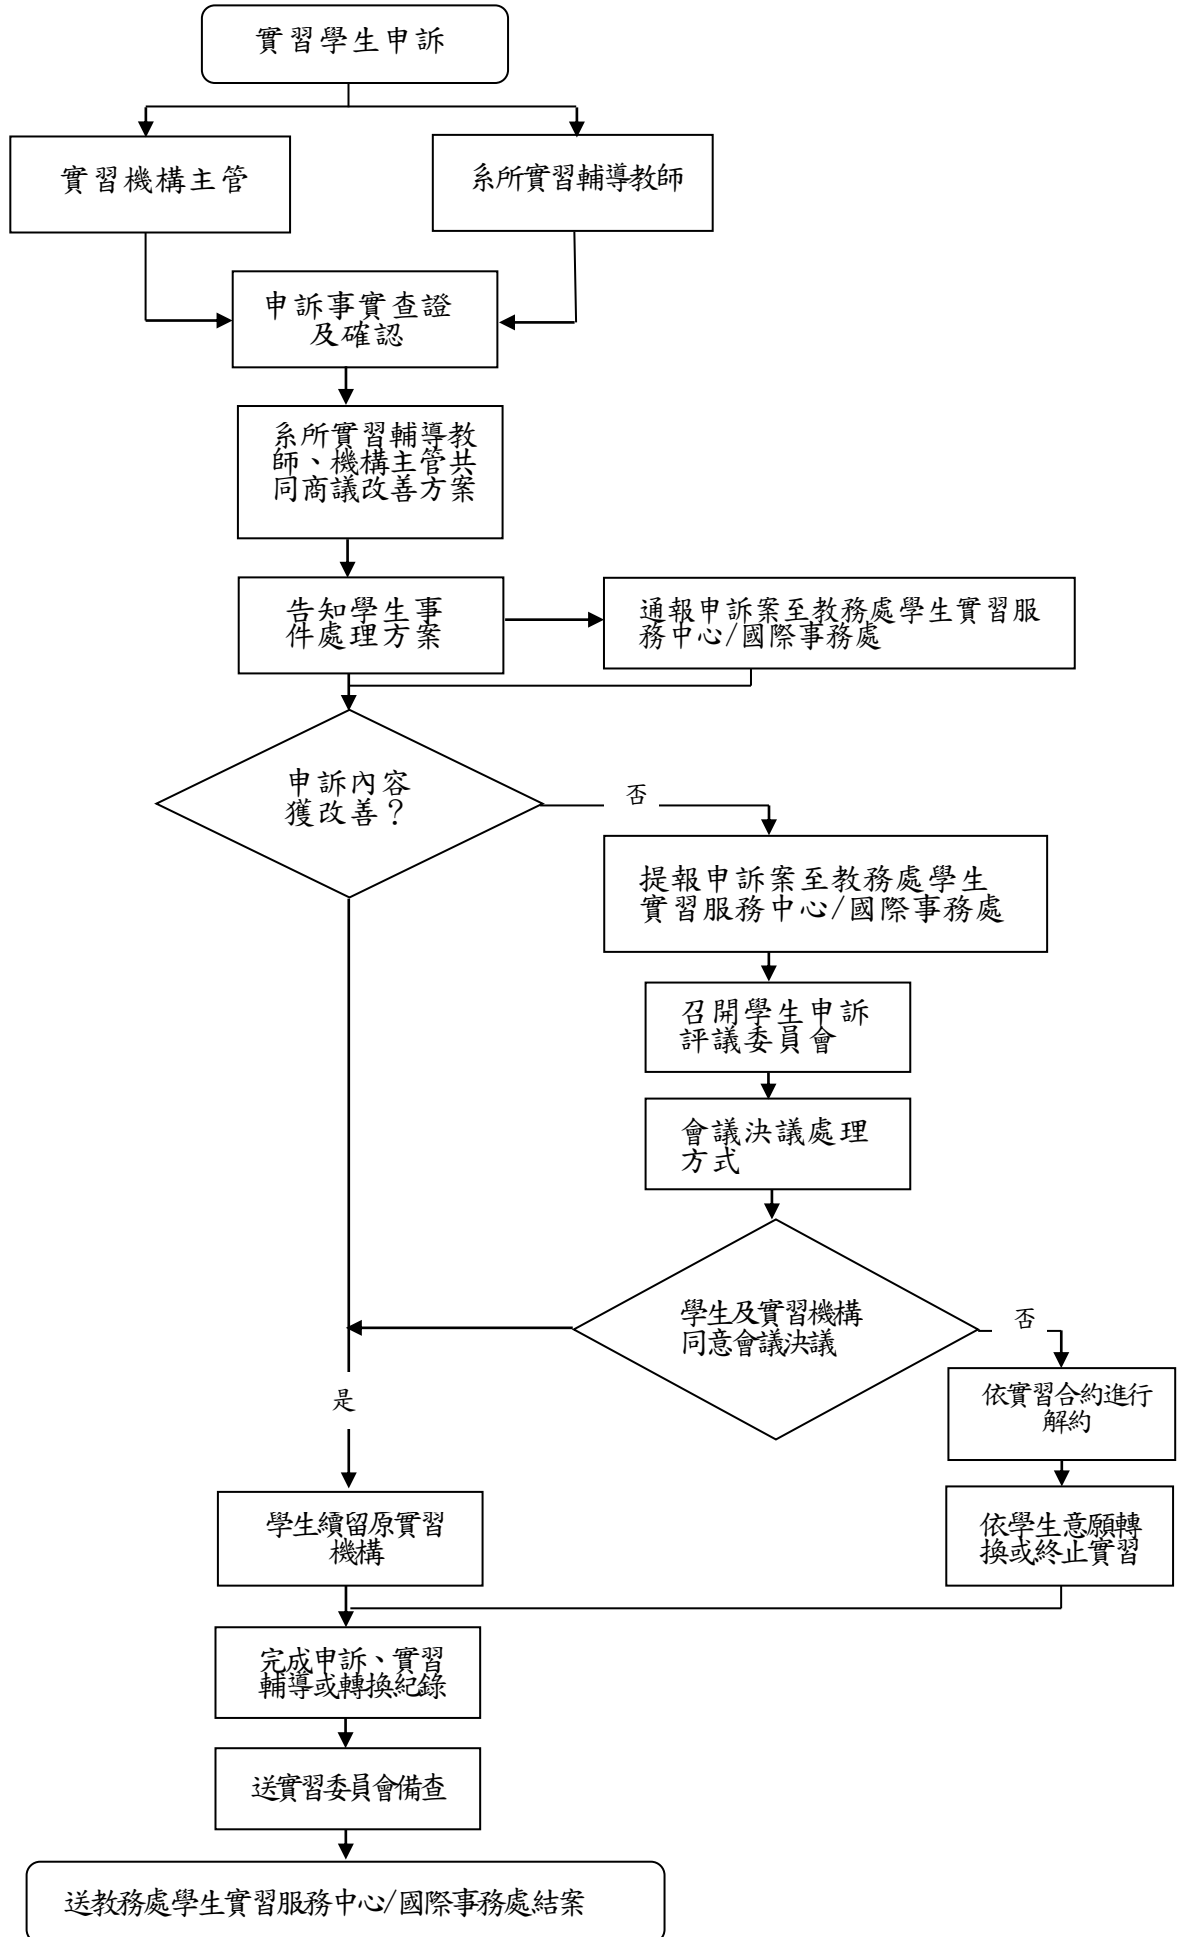 實習學生申訴
實習機構主管
系所實習輔導教師
申訴事實查證
及確認
系所實習輔導教
師、機構主管共
同商議改善方案
告知學生事
件處理方案
通報申訴案至教務處學生實習服
務中心/國際事務處
申訴內容
獲改善？
否
提報申訴案至教務處學生
實習服務中心/國際事務處
召開學生申訴
評議委員會
會議決議處理
方式
學生及實習機構
同意會議決議
否
依實習合約進行
解約
是
學生續留原實習
機構
依學生意願轉
換或終止實習
完成申訴、實習
輔導或轉換紀錄
送實習委員會備查
送教務處學生實習服務中心/國際事務處結案